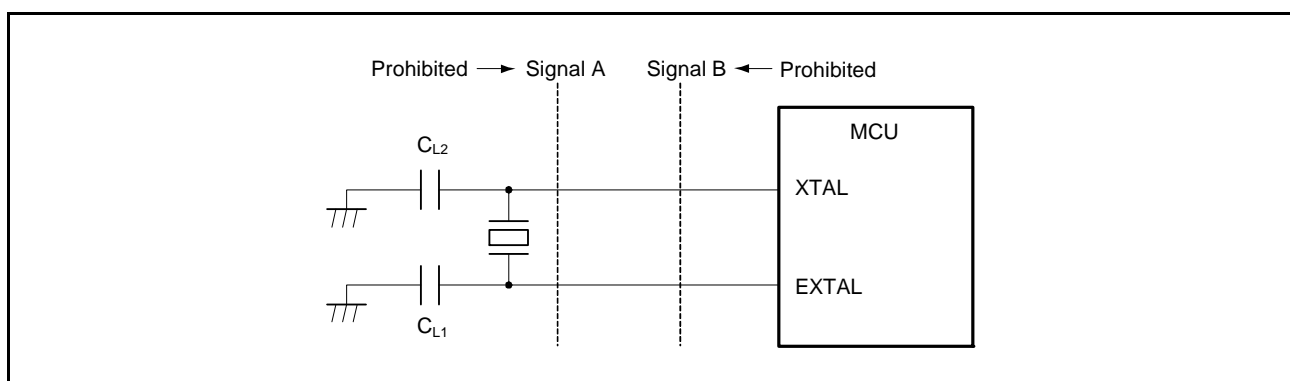 Prohibited Signal A Signal B Prohibited
MCU
CL2
XTAL
EXTAL
CL1